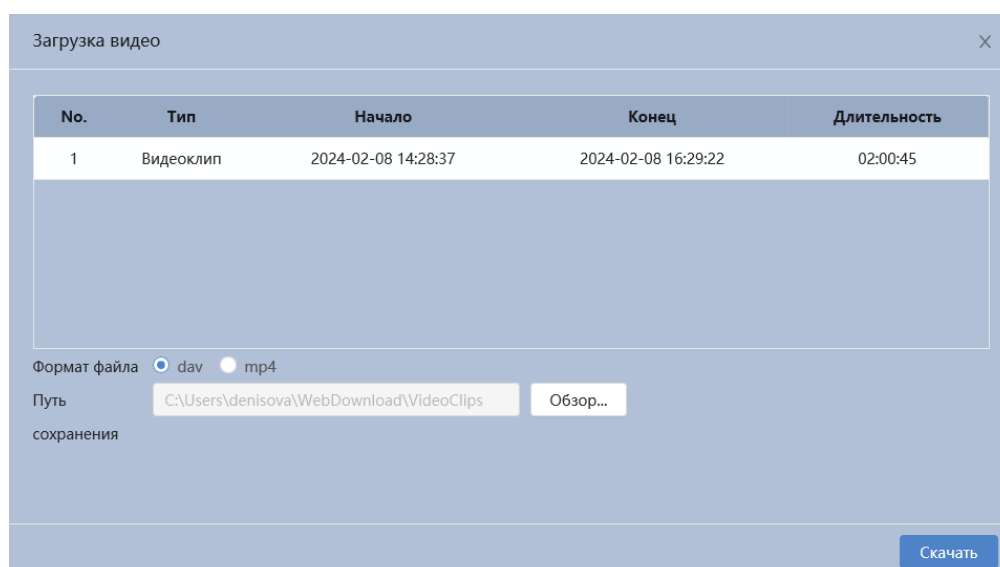 Загрузка видео
No. Тип Начало Конец Длительность
1 Видеоклип 2024-02-08 14:28:37 2024-02-08 16:29:22 02:00:45
Формат файла dav mp4
Путь C:\Users\denisova\WebDownload\VideoClips Обзор...
сохранения
Скачать